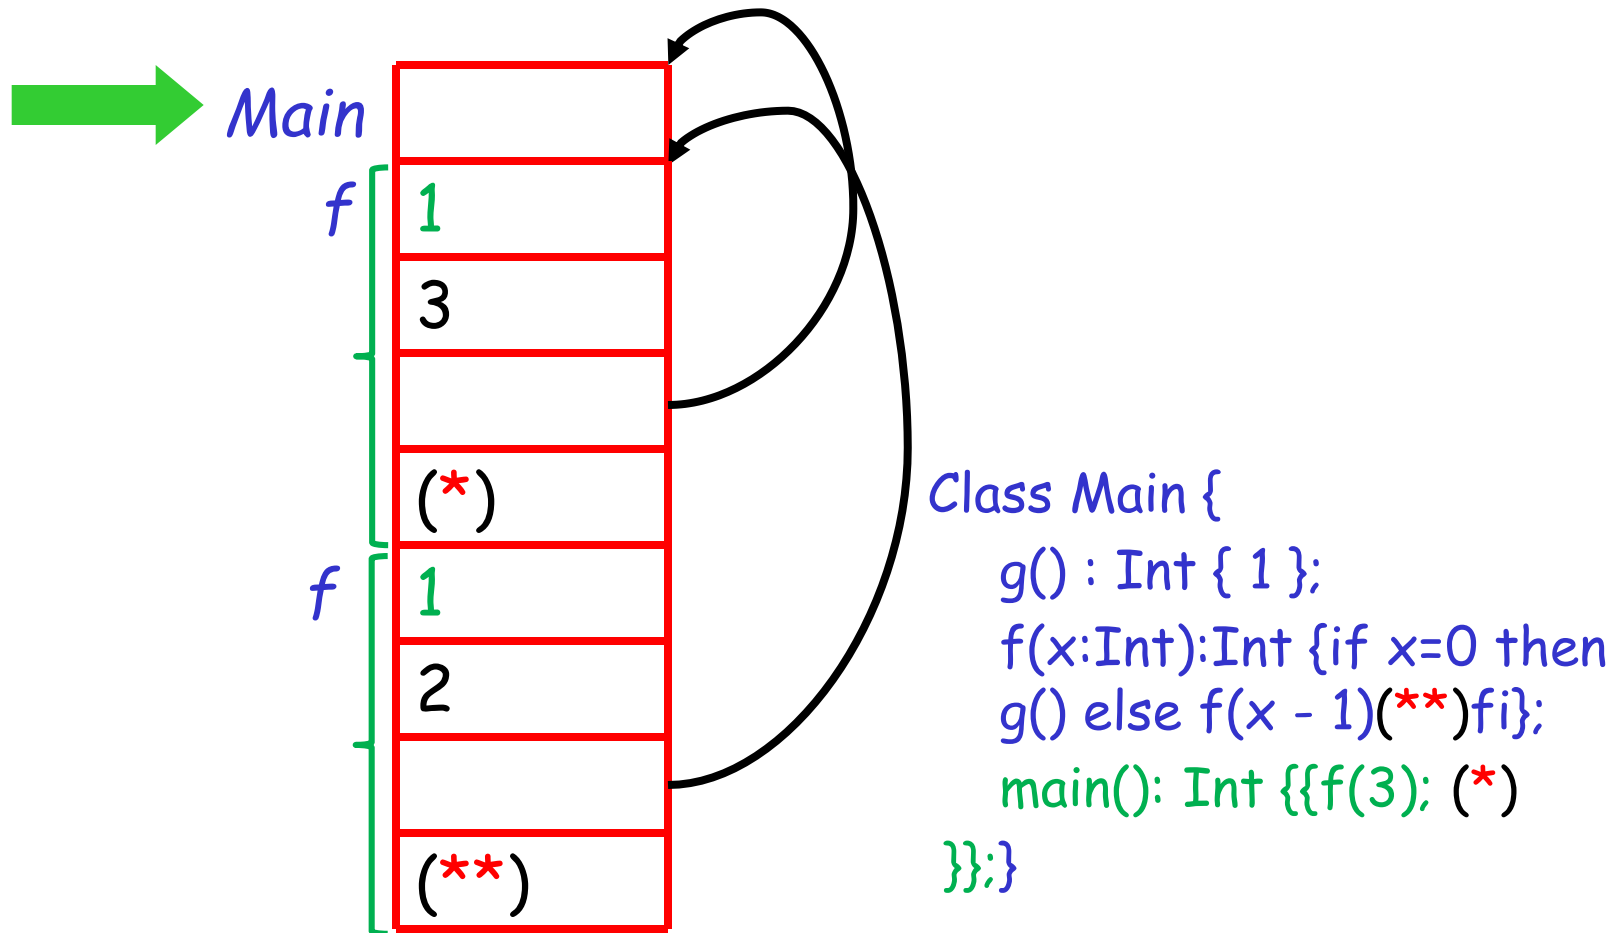 Main
f
1
3
(*)
f
1
2
(**)
Class Main {
g() : Int { 1 };
f(x:Int):Int {if x=0 then
g() else f(x - 1)(**)fi};
main(): Int {{f(3); (*)
}};}